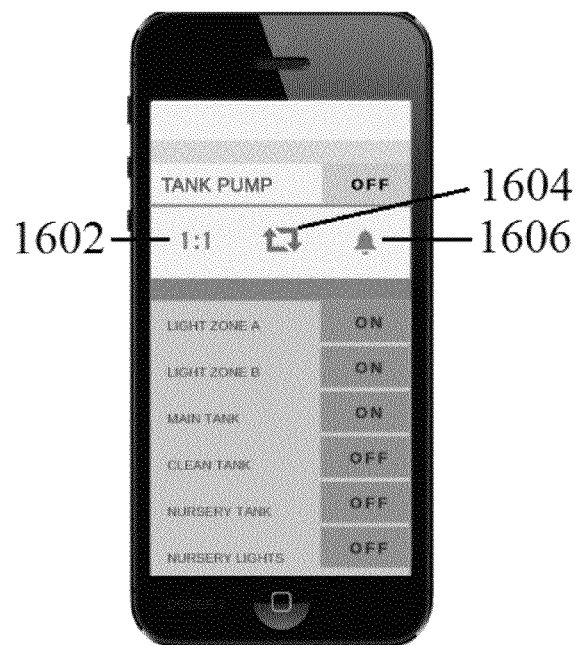 TANK PUMP OFF
1604
1602 1:1 1606
LIGHT ZONE A ON
LIGHT ZONE B ON
MAIN TANK ON
CLEAN TANK OFF
NURSERY TANK OFF
NURSERY LIGHTS OFF